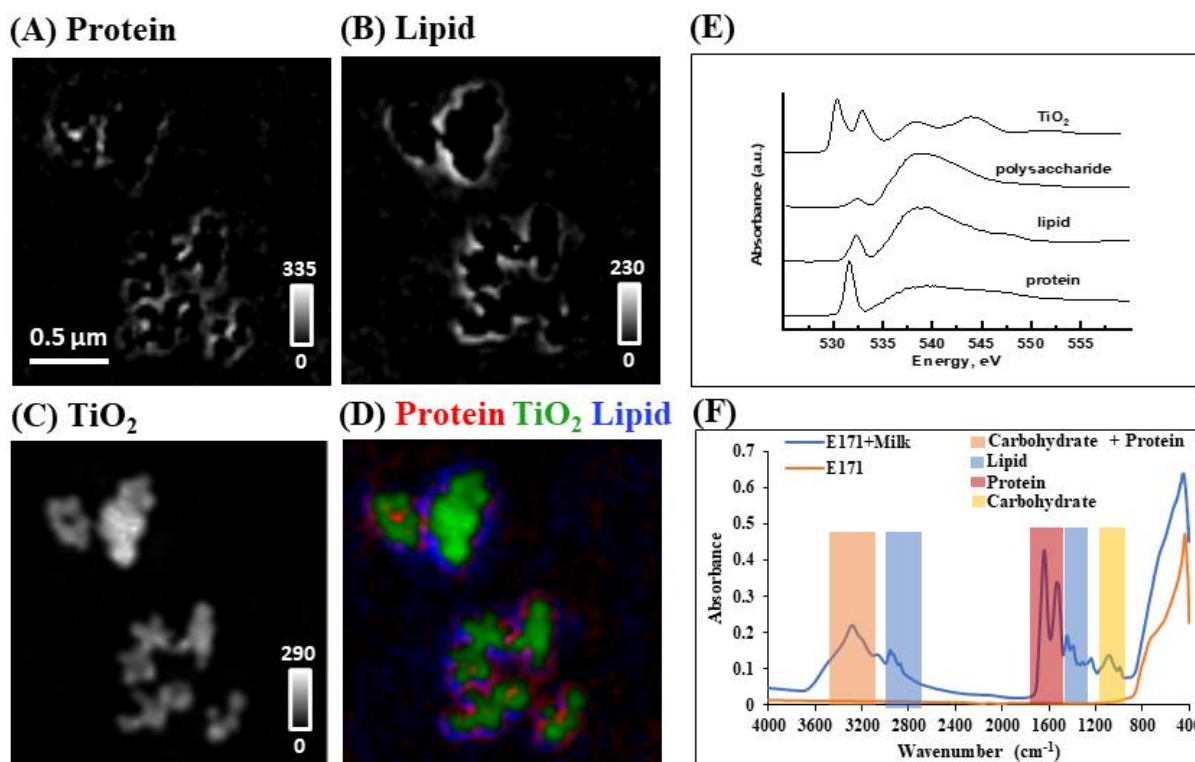 (A) Protein
(B) Lipid
(E)
335
0
0.5 µm
230
0
TiO2
polysaccharide
lipid
protein
Absorbance (a.u.)
530 535 540 545 550 555
Energy, eV
(C) TiO2
(D) Protein TiO2 Lipid
(F)
290
0
E171+Milk
E171
Carbohydrate + Protein
Lipid
Protein
Carbohydrate
0.7
0.6
0.5
0.4
0.3
0.2
0.1
0
Absorbance
4000 3600 3200 2800 2400 2000 1600 1200 800 400
Wavenumber (cm-1)